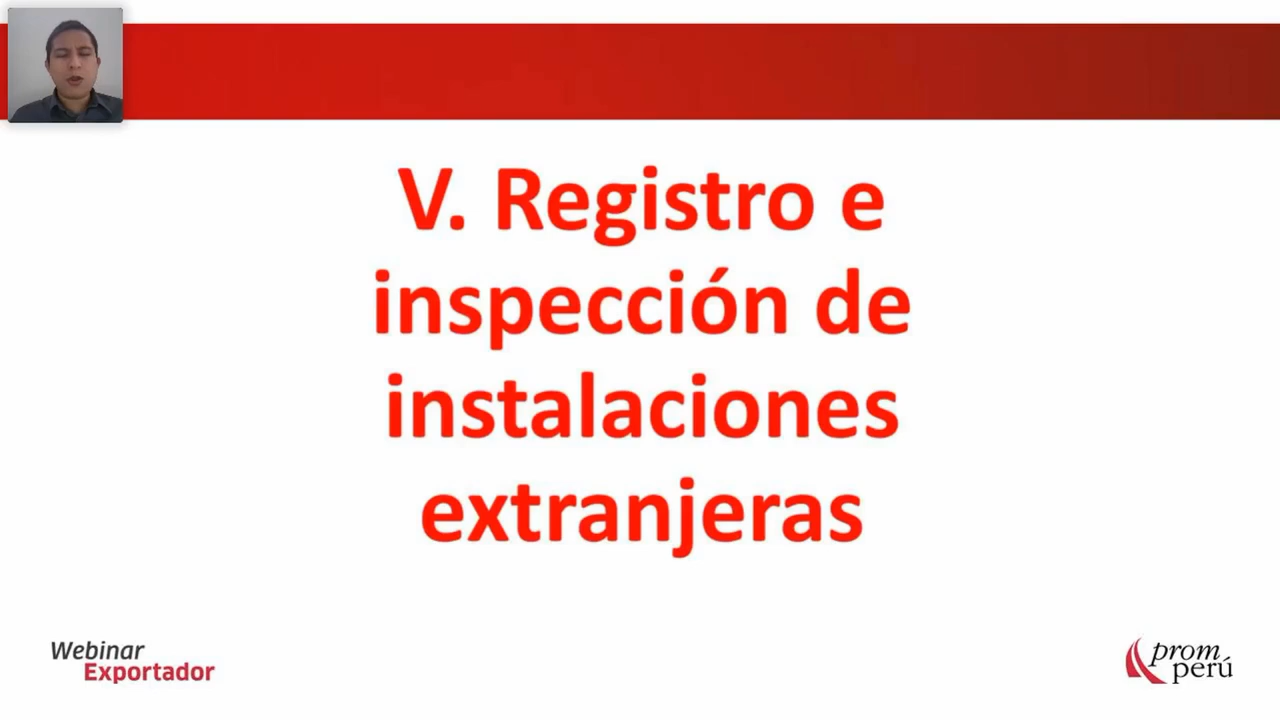 V. Registro e
inspección de
instalaciones
extranjeras
Webinar
Exportador
prom
perú